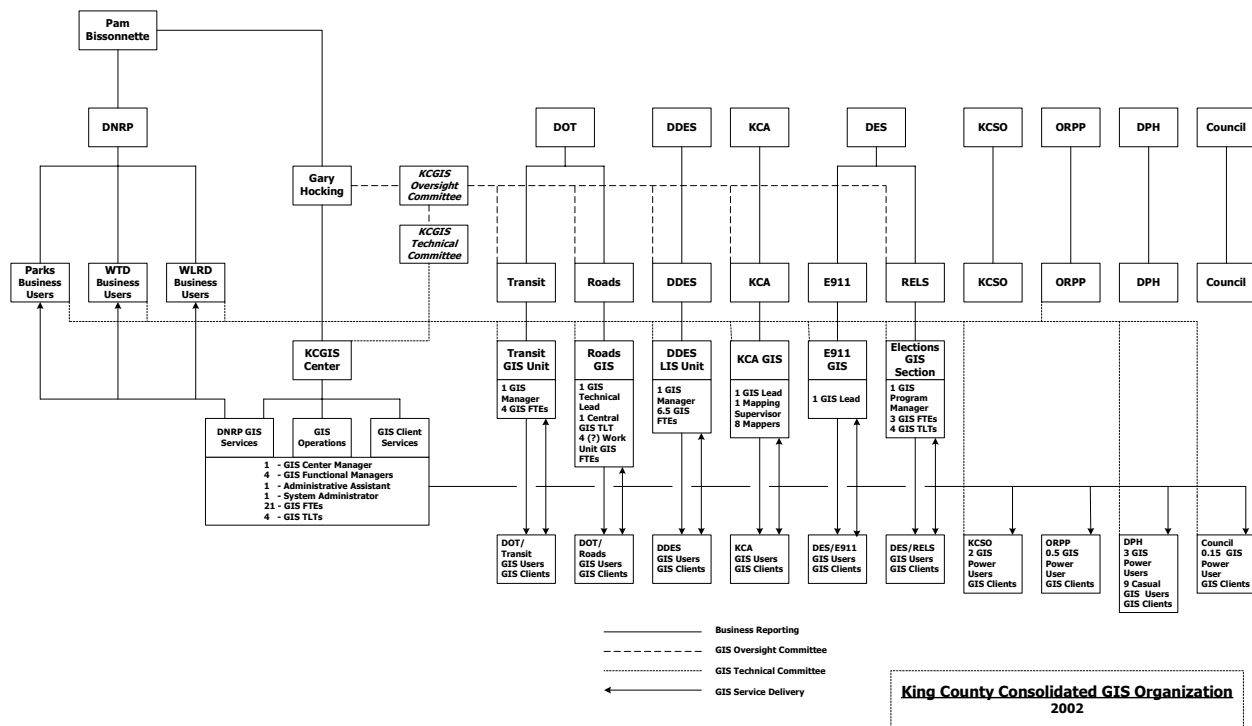 Pam
Bissonnette
DNRP
DOT
DDES
KCA
DES
KCSO
ORPP
DPH
Council
Gary
Hocking
KCGIS
Oversight
Committee
KCGIS
Technical
Committee
Parks
Business
Users
WTD
Business
Users
WLRD
Business
Users
Transit
Roads
DDES
KCA
E911
RELS
KCSO
ORPP
DPH
Council
KCGIS
Center
Transit
GIS Unit
1 GIS
Manager
4 GIS FTEs
Roads
GIS
1 GIS
Technical
Lead
1 Central
GIS TLT
4 (?) Work
Unit GIS
FTEs
DDES
LIS Unit
1 GIS
Manager
6.5 GIS
FTEs
KCA GIS
1 GIS Lead
1 Mapping
Supervisor
8 Mappers
E911
GIS
1 GIS Lead
Elections
GIS
Section
1 GIS
Program
Manager
3 GIS FTEs
4 GIS TLTs
DNRP GIS
Services
GIS
Operations
GIS Client
Services
1 - GIS Center Manager
4 - GIS Functional Managers
1 - Administrative Assistant
1 - System Administrator
21 - GIS FTEs
4 - GIS TLTs
DOT/
Transit
GIS Users
GIS Clients
DOT/
Roads
GIS Users
GIS Clients
DDES
GIS Users
GIS Clients
KCA
GIS Users
GIS Clients
DES/E911
GIS Users
GIS Clients
DES/RELS
GIS Users
GIS Clients
KCSO
2 GIS
Power
Users
GIS Clients
ORPP
0.5 GIS
Power
User
GIS Clients
DPH
3 GIS
Power
Users
9 Casual
GIS Users
GIS Clients
Council
0.15 GIS
Power
User
GIS Clients
Business Reporting
GIS Oversight Committee
GIS Technical Committee
GIS Service Delivery
King County Consolidated GIS Organization
2002